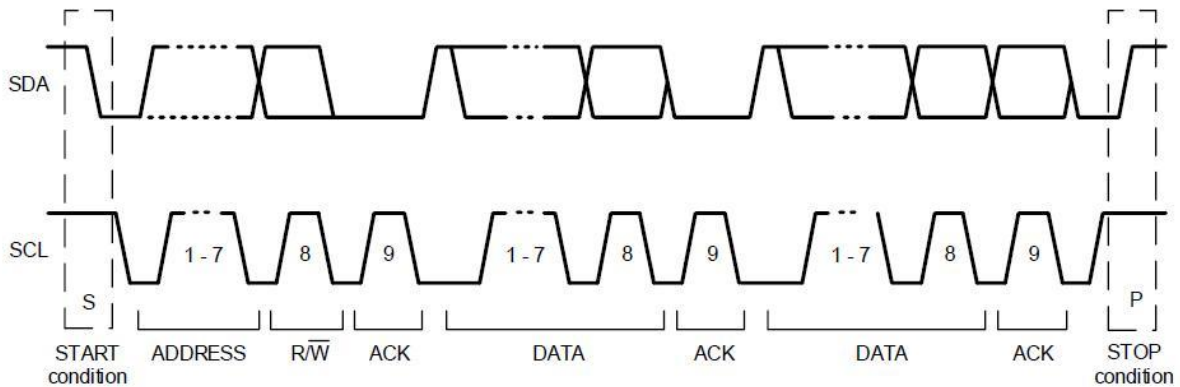 SDA
SCL
1 - 7
8
9
1 - 7
8
9
1 - 7
8
9
S
P
START condition
ADDRESS
R/W̅
ACK
DATA
ACK
DATA
ACK
STOP condition